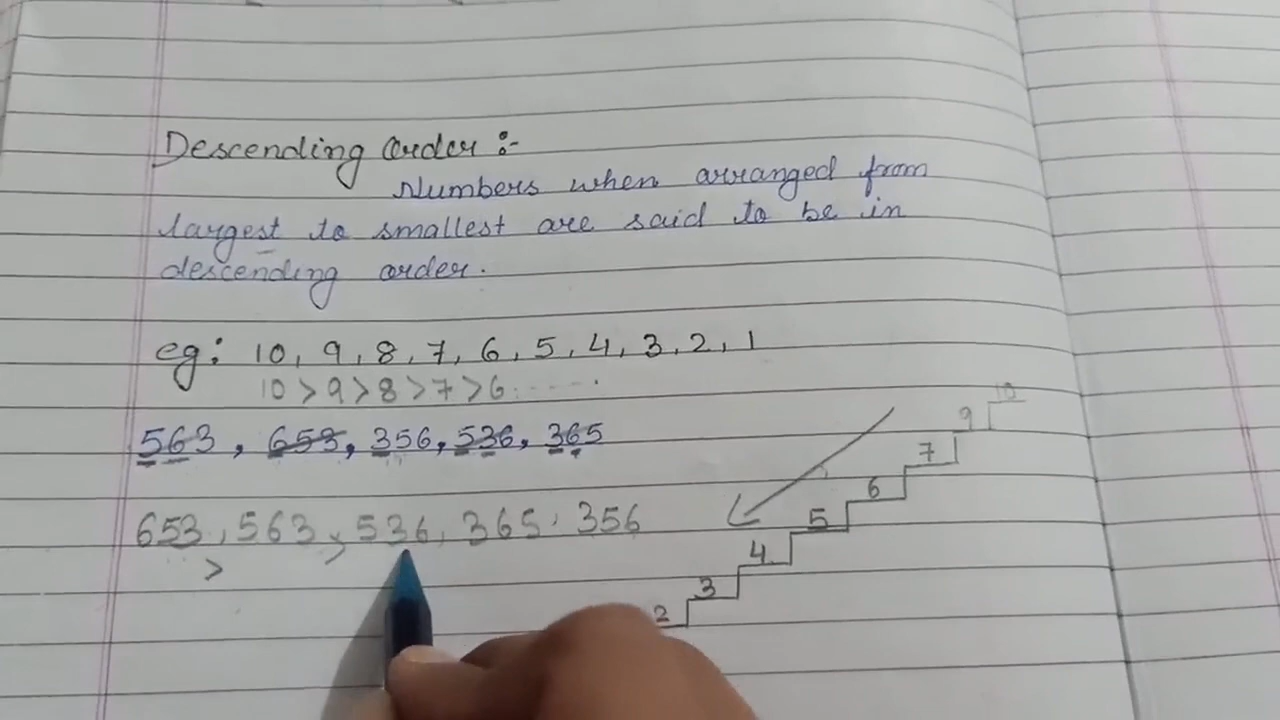 Descending order :-
Numbers when arranged from
largest to smallest are said to be in
descending order.
eg: 10, 9, 8, 7, 6, 5, 4, 3, 2, 1
10 > 9 > 8 > 7 > 6 ......
563, 653, 356, 536, 365
653, 563, 536, 365, 356
> >
10
9
7
6
5
4
3
2